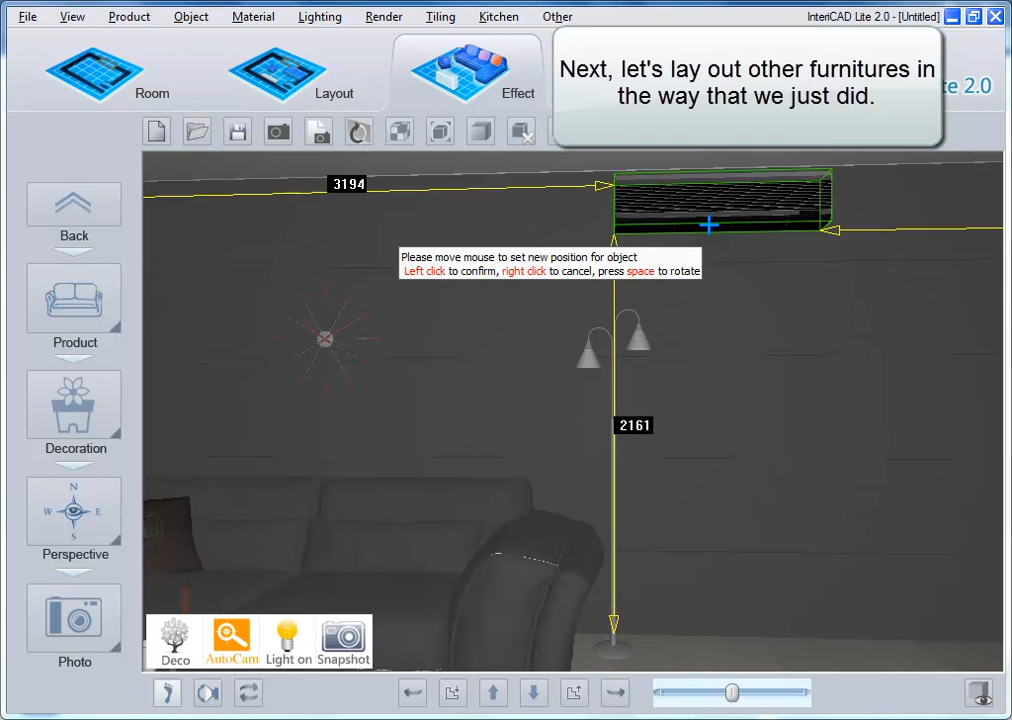 File View Product Object Material Lighting Render Tiling Kitchen Other InteriCAD Lite 2.0 - [Untitled]
Room Layout Effect te 2.0
Next, let's lay out other furnitures in
the way that we just did.
Back
Product
Decoration
N
W E
S
Perspective
Photo
3194
Please move mouse to set new position for object
Left click to confirm, right click to cancel, press space to rotate
2161
Deco AutoCam Light on Snapshot